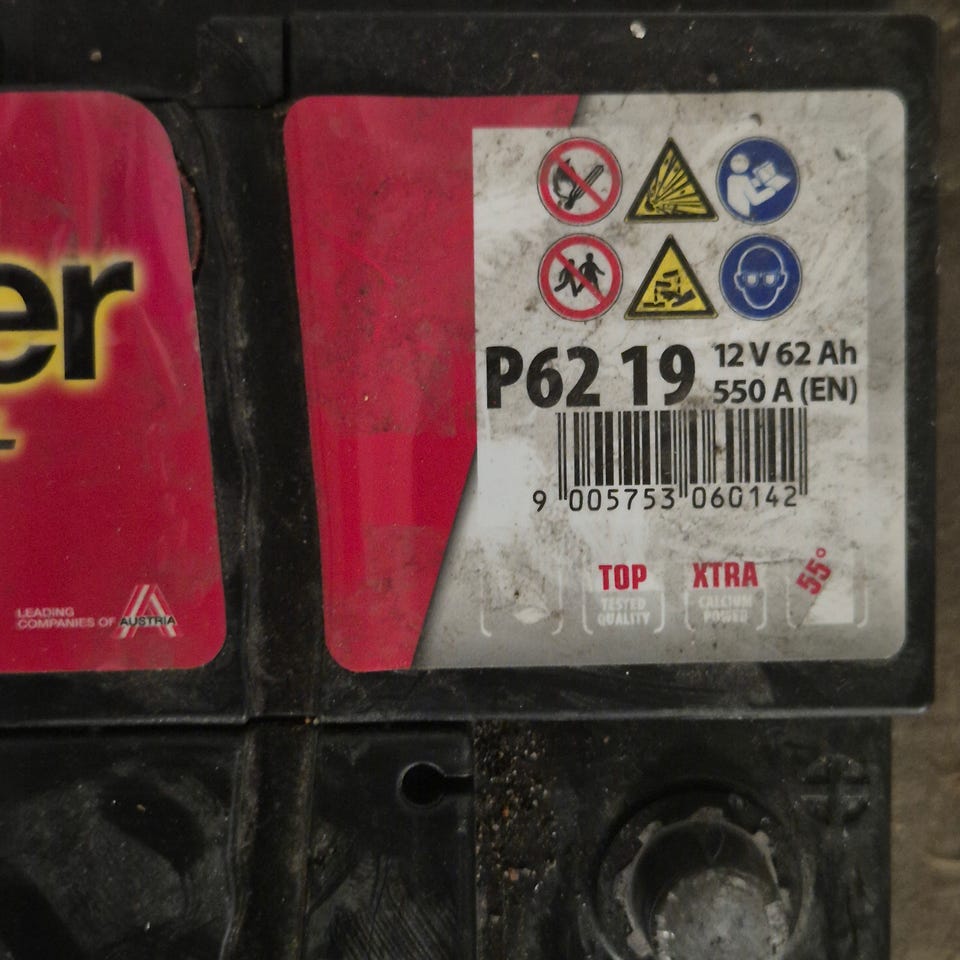 er
LEADING
COMPANIES OF AUSTRIA
P62 19
12 V 62 Ah
550 A (EN)
9 005753 060142
TOP
TESTED
QUALITY
XTRA
CALCIUM
POWER
55°